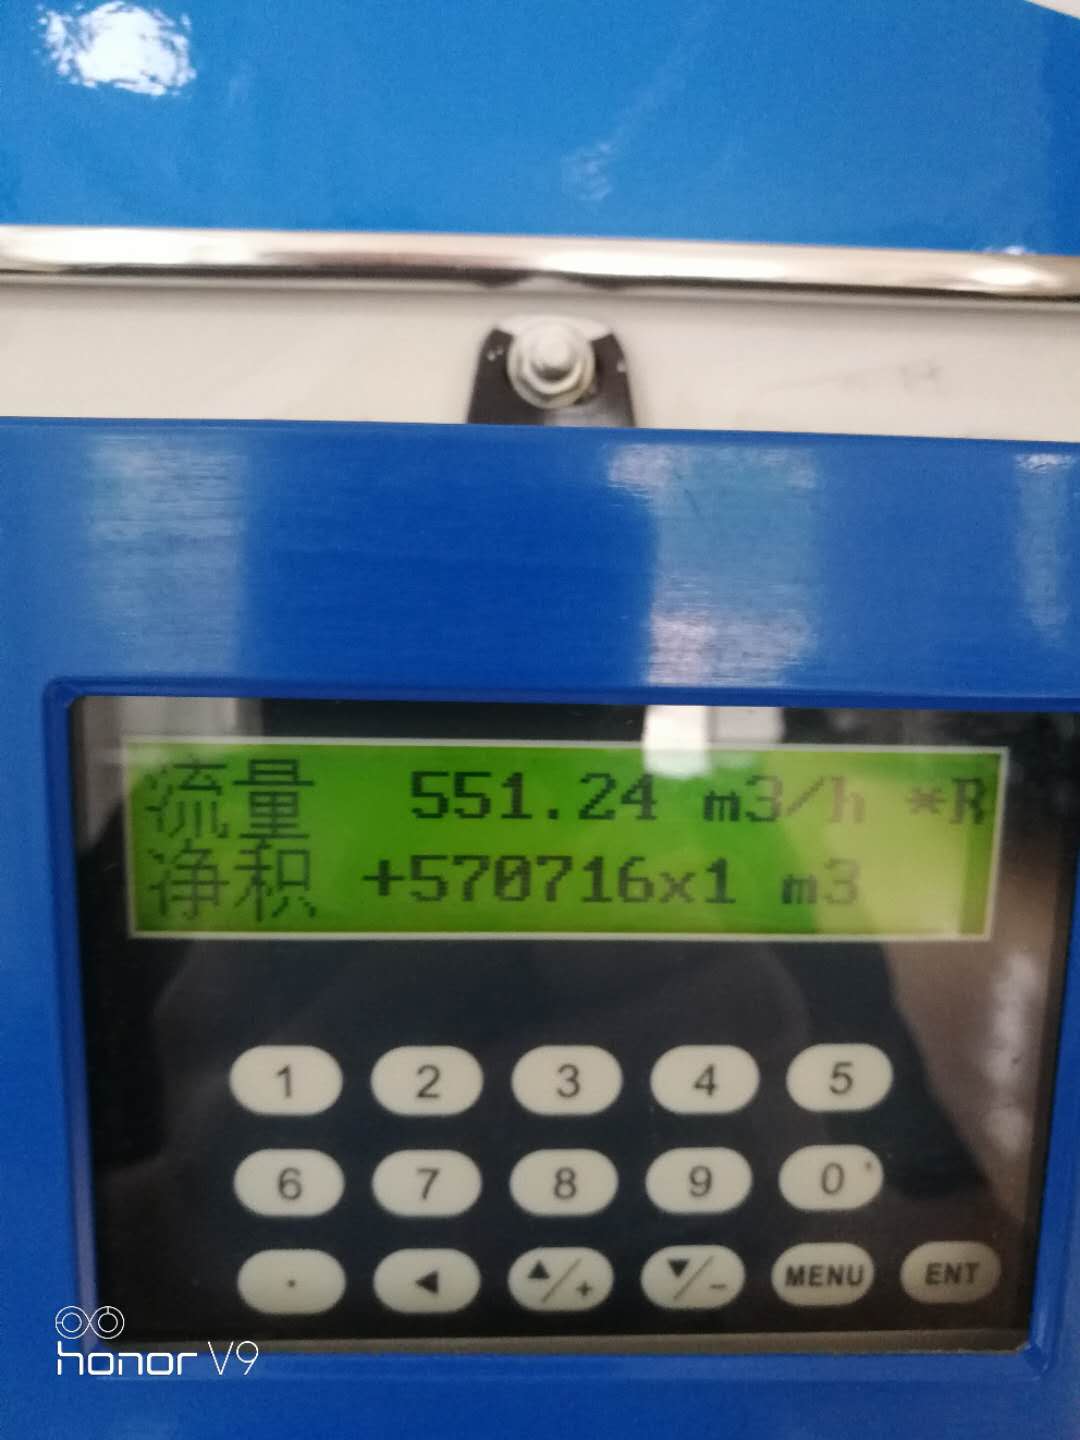 流量 551.24 m3/h *R
净积 +570716x1 m3
1 2 3 4 5
6 7 8 9 0
. ◀ ▲/+ ▼/- MENU ENT
honor V9